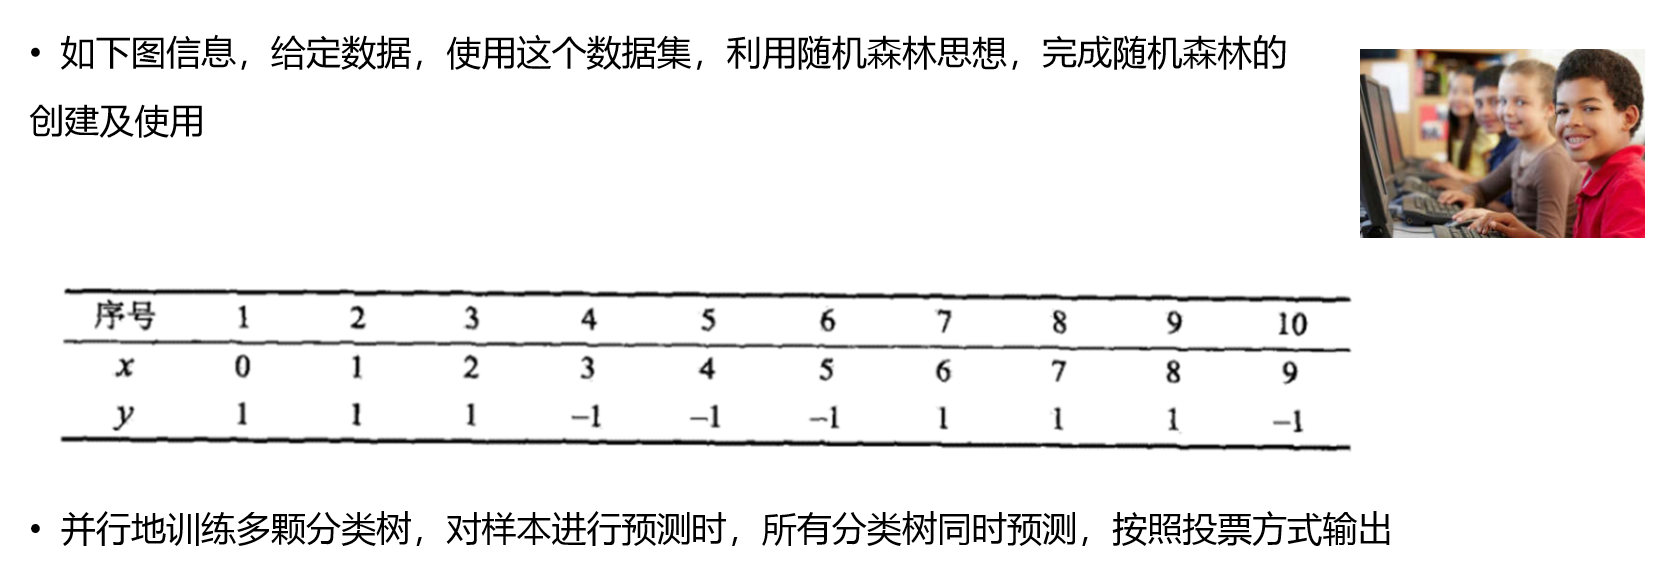 • 如下图信息，给定数据，使用这个数据集，利用随机森林思想，完成随机森林的
创建及使用
序号 1 2 3 4 5 6 7 8 9 10
x 0 1 2 3 4 5 6 7 8 9
y 1 1 1 −1 −1 −1 1 1 1 −1
• 并行地训练多颗分类树，对样本进行预测时，所有分类树同时预测，按照投票方式输出